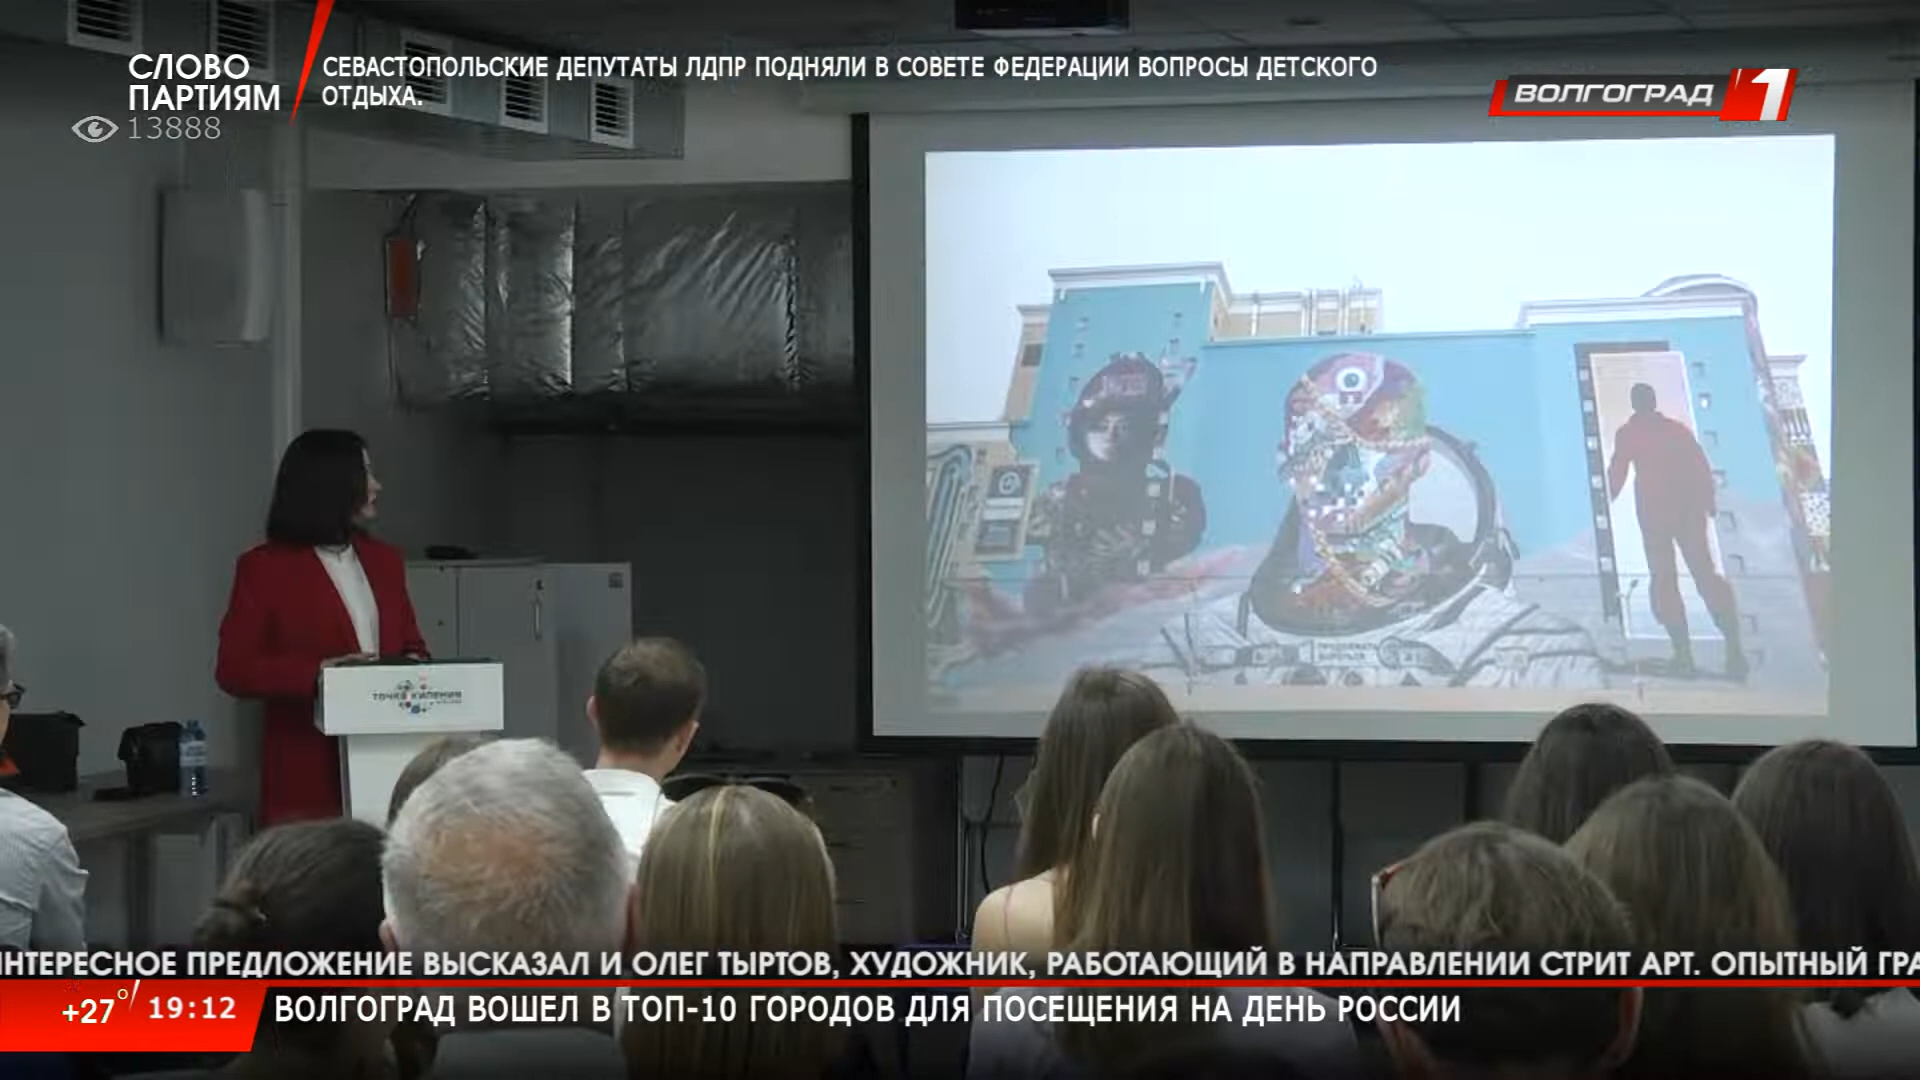 СЛОВО
ПАРТИЯМ
13888
СЕВАСТОПОЛЬСКИЕ ДЕПУТАТЫ ЛДПР ПОДНЯЛИ В СОВЕТЕ ФЕДЕРАЦИИ ВОПРОСЫ ДЕТСКОГО
ОТДЫХА.
ВОЛГОГРАД 1
ТОЧКА КИПЕНИЯ
НТЕРЕСНОЕ ПРЕДЛОЖЕНИЕ ВЫСКАЗАЛ И ОЛЕГ ТЫРТОВ, ХУДОЖНИК, РАБОТАЮЩИЙ В НАПРАВЛЕНИИ СТРИТ АРТ. ОПЫТНЫЙ ГРА
+27° 19:12 ВОЛГОГРАД ВОШЕЛ В ТОП-10 ГОРОДОВ ДЛЯ ПОСЕЩЕНИЯ НА ДЕНЬ РОССИИ